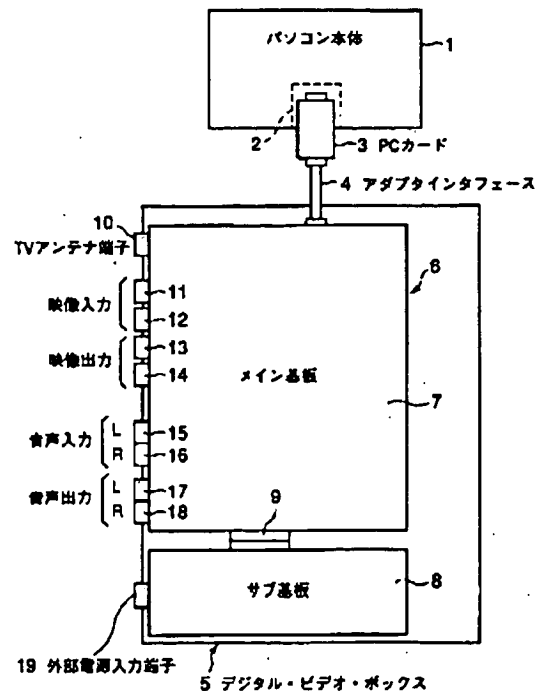 パソコン本体
1
2
3 PCカード
4 アダプタインタフェース
10
TVアンテナ端子
6
映像入力
11
12
映像出力
13
14
メイン基板
7
音声入力
L
15
R
16
音声出力
L
17
R
18
9
サブ基板
8
19 外部電源入力端子
5 デジタル・ビデオ・ボックス